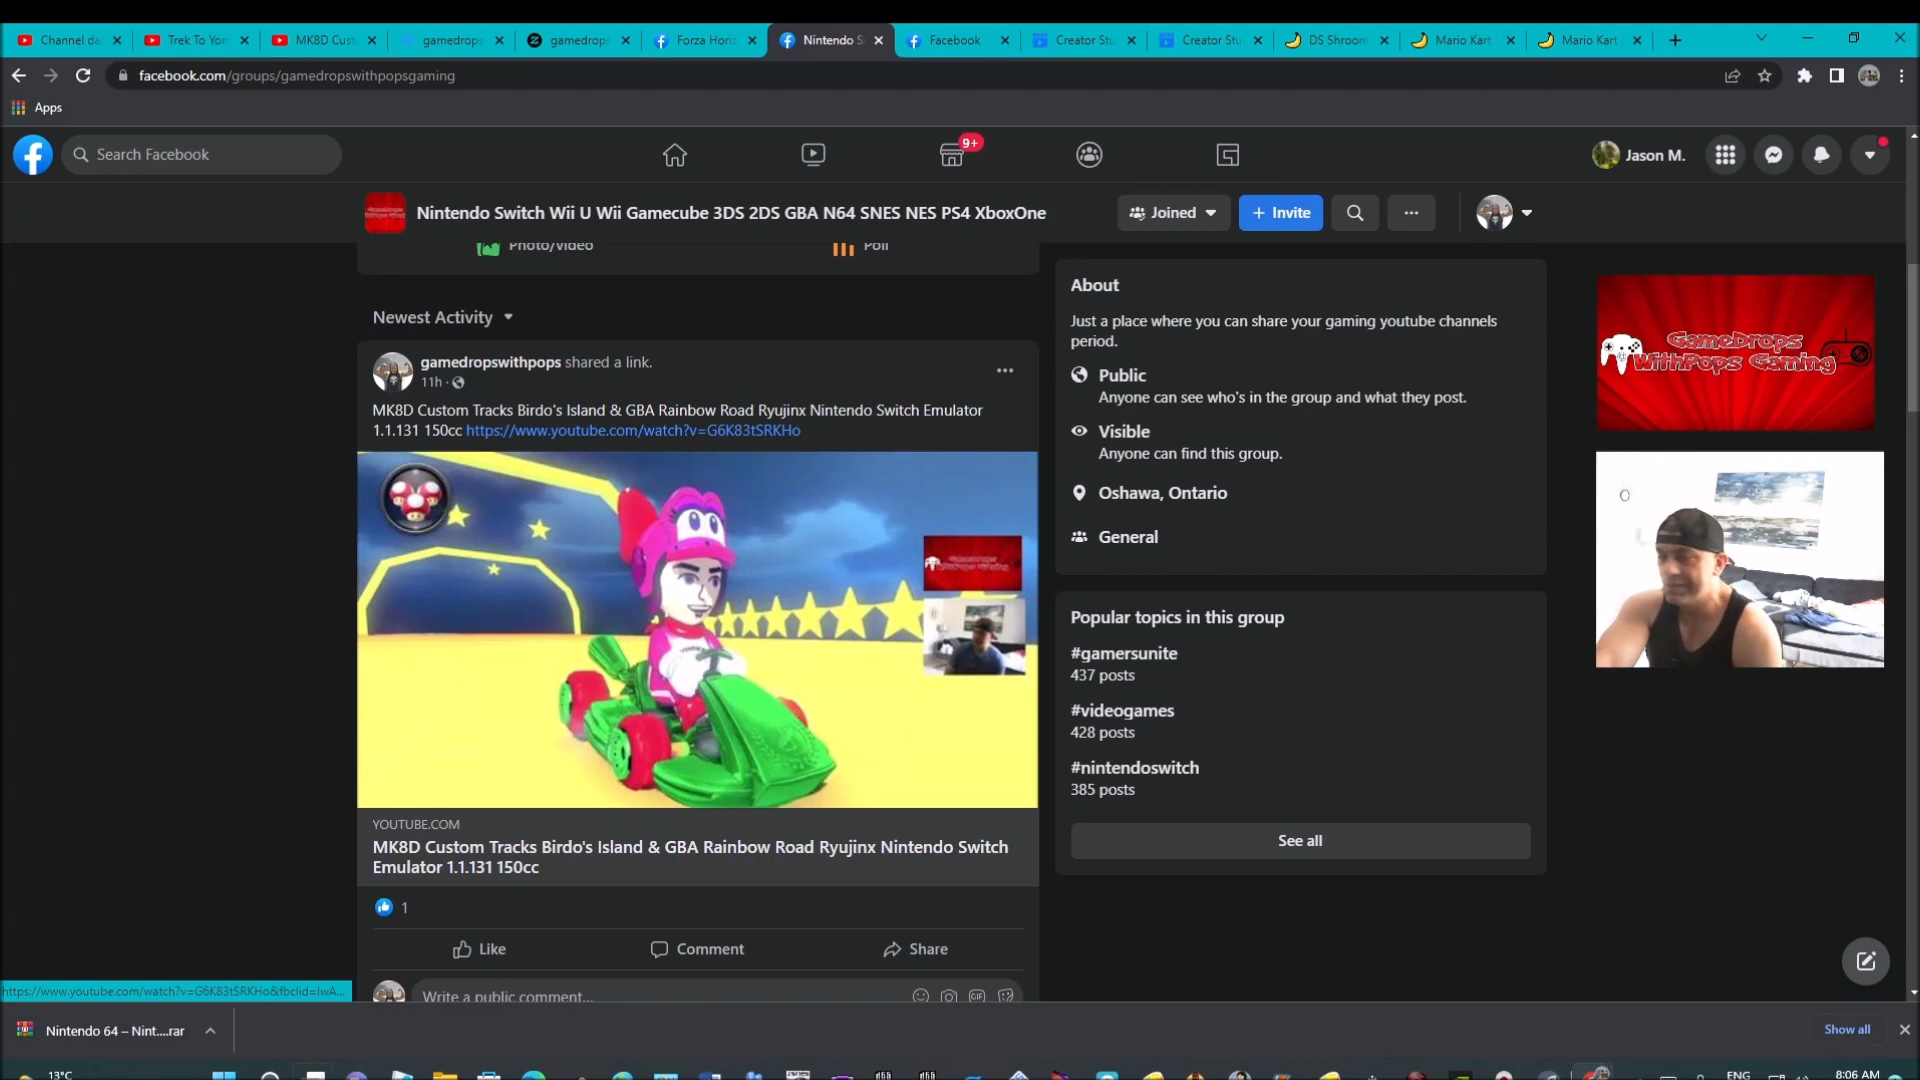 Channel da
Trek To Yom
MK8D Cust
gamedrops
gamedrops
Forza Hori
Nintendo S
Facebook
Creator Stu
Creator Stu
DS Shroom
Mario Kart
Mario Kart
facebook.com/groups/gamedropswithpopsgaming
Apps
Search Facebook
9+
Jason M.
Nintendo Switch Wii U Wii Gamecube 3DS 2DS GBA N64 SNES NES PS4 XboxOne
Joined
+ Invite
Photo/video
Poll
Newest Activity
gamedropswithpops shared a link.
11h ·
MK8D Custom Tracks Birdo's Island & GBA Rainbow Road Ryujinx Nintendo Switch Emulator
1.1.131 150cc https://www.youtube.com/watch?v=G6K83tSRKHo
YOUTUBE.COM
MK8D Custom Tracks Birdo's Island & GBA Rainbow Road Ryujinx Nintendo Switch
Emulator 1.1.131 150cc
1
Like
Comment
Share
Write a public comment...
GIF
About
Just a place where you can share your gaming youtube channels
period.
Public
Anyone can see who's in the group and what they post.
Visible
Anyone can find this group.
Oshawa, Ontario
General
Popular topics in this group
#gamersunite
437 posts
#videogames
428 posts
#nintendoswitch
385 posts
See all
GameDrops
WithPops Gaming
GameDrops
WithPops Gaming
https://www.youtube.com/watch?v=G6K83tSRKHo&fbclid=IwA...
Nintendo 64 – Nint....rar
Show all
13°C
ENG
8:06 AM